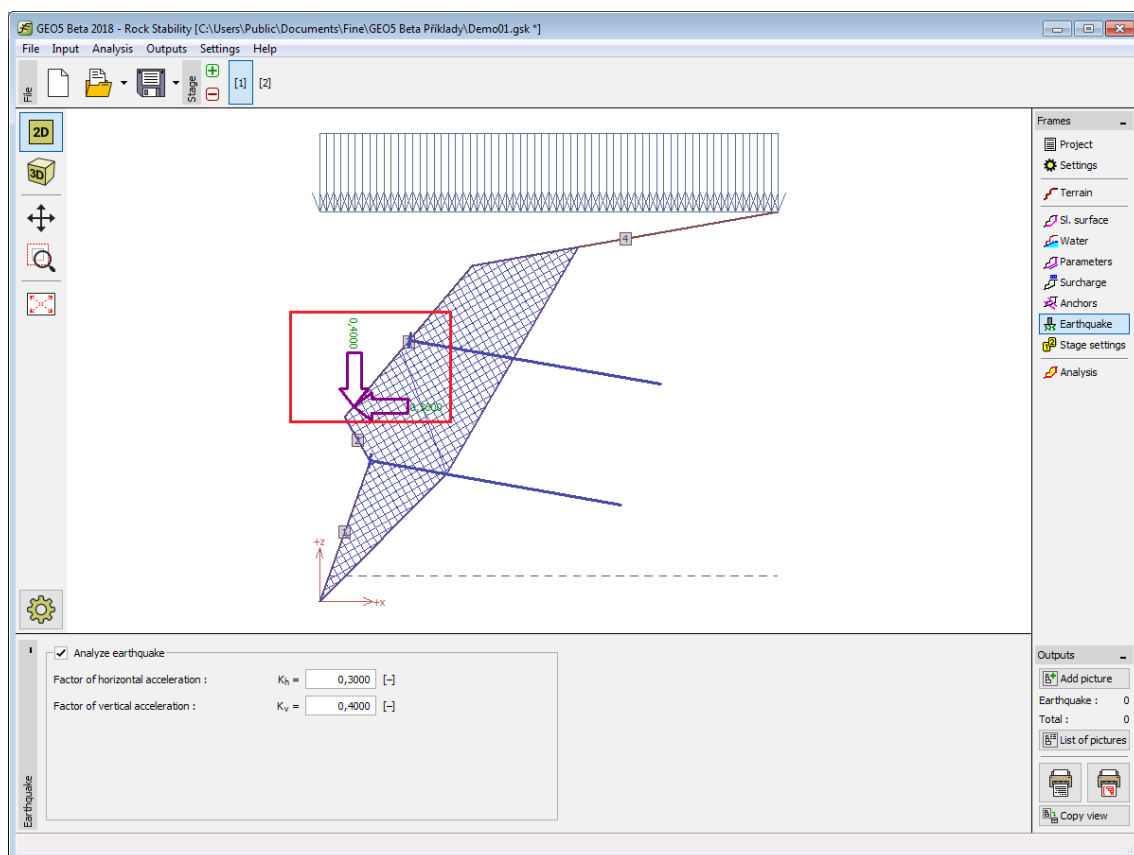 GEO5 Beta 2018 - Rock Stability [C:\Users\Public\Documents\Fine\GEO5 Beta Příklady\Demo01.gsk *]
File Input Analysis Outputs Settings Help
File
Stage
[1] [2]
2D
3D
4
0,4000
3
0,3000
2
1
+z
+x
Frames
Project
Settings
Terrain
Sl. surface
Water
Parameters
Surcharge
Anchors
Earthquake
Stage settings
Analysis
Earthquake
Analyze earthquake
Factor of horizontal acceleration : Kh = 0,3000 [–]
Factor of vertical acceleration : Kv = 0,4000 [–]
Outputs
Add picture
Earthquake : 0
Total : 0
List of pictures
Copy view